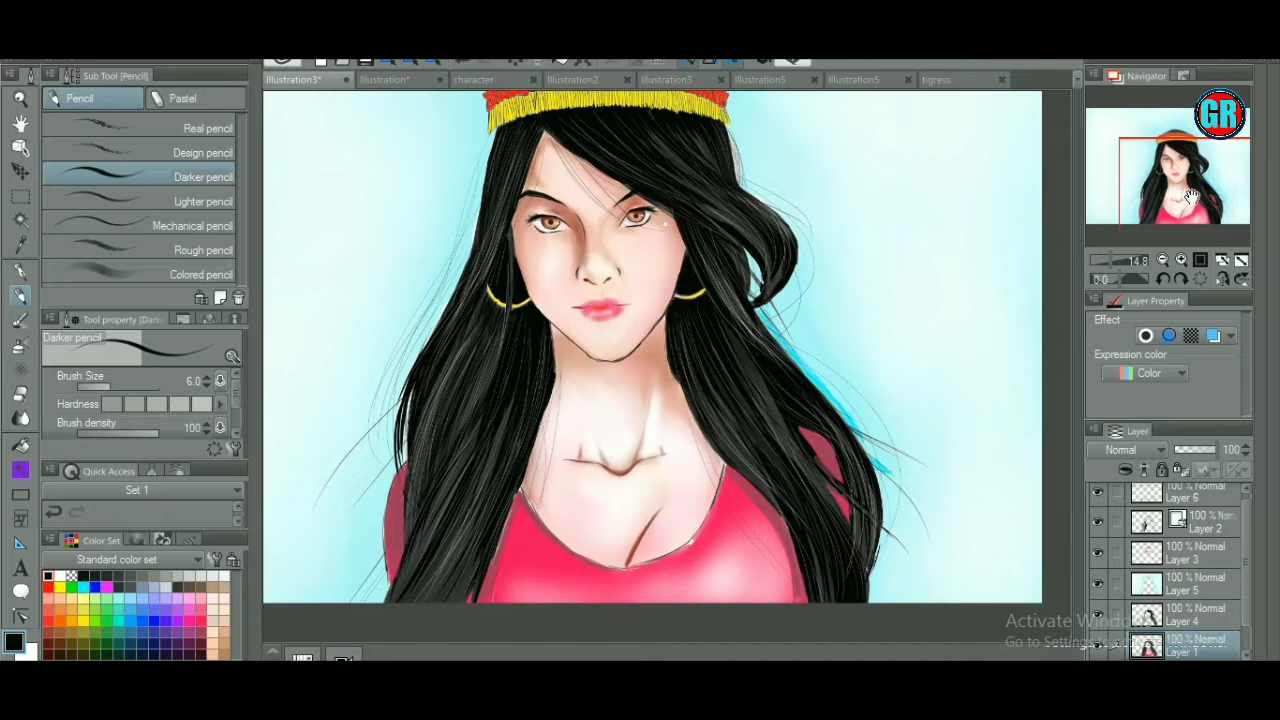 Sub Tool [Pencil]
Illustration3*
Illustration*
character
Illustration2
Illustration3
Illustration5
Illustration5
tigress
Navigator
GR
Pencil
Pastel
Real pencil
Design pencil
Darker pencil
Lighter pencil
Mechanical pencil
Rough pencil
Colored pencil
14.8
0.0
Layer Property
Effect
Expression color
Color
Tool property [Darke
Darker pencil
Brush Size
6.0
Hardness
Brush density
100
Quick Access
Set 1
Color Set
Standard color set
Layer
Normal
100
100 % Normal
Layer 6
100 % Norm
Layer 2
100 % Normal
Layer 3
100 % Normal
Layer 5
100 % Normal
Layer 4
100 % Normal
Layer 1
Activate Windo
Go to Settings to
A